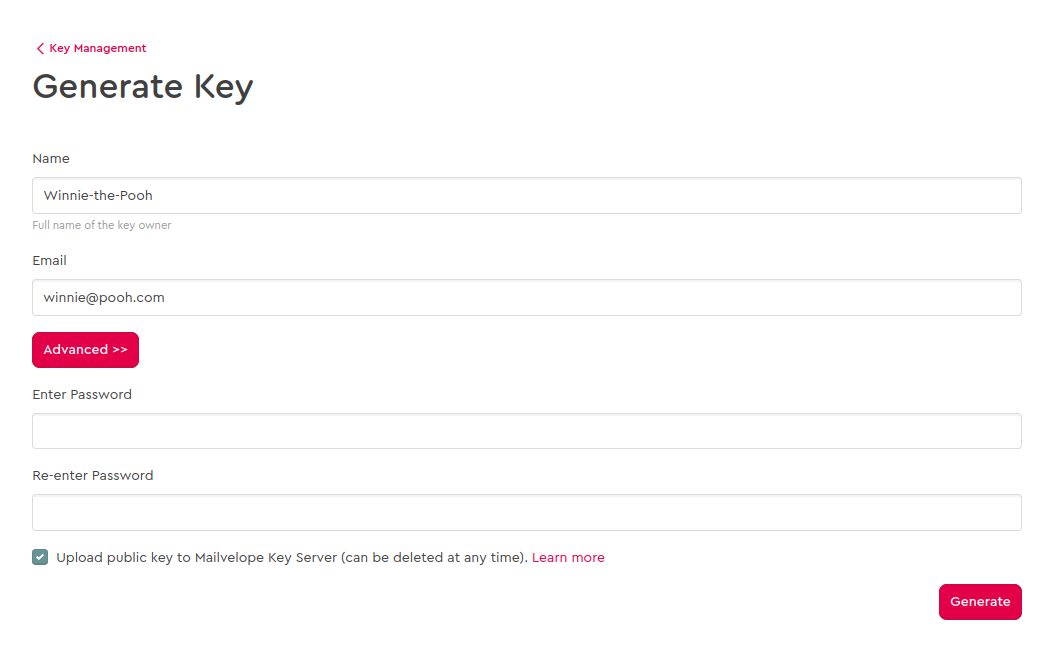 Key Management
Generate Key
Name
Winnie-the-Pooh
Full name of the key owner
Email
winnie@pooh.com
Advanced >>
Enter Password
Re-enter Password
Upload public key to Mailvelope Key Server (can be deleted at any time). Learn more
Generate